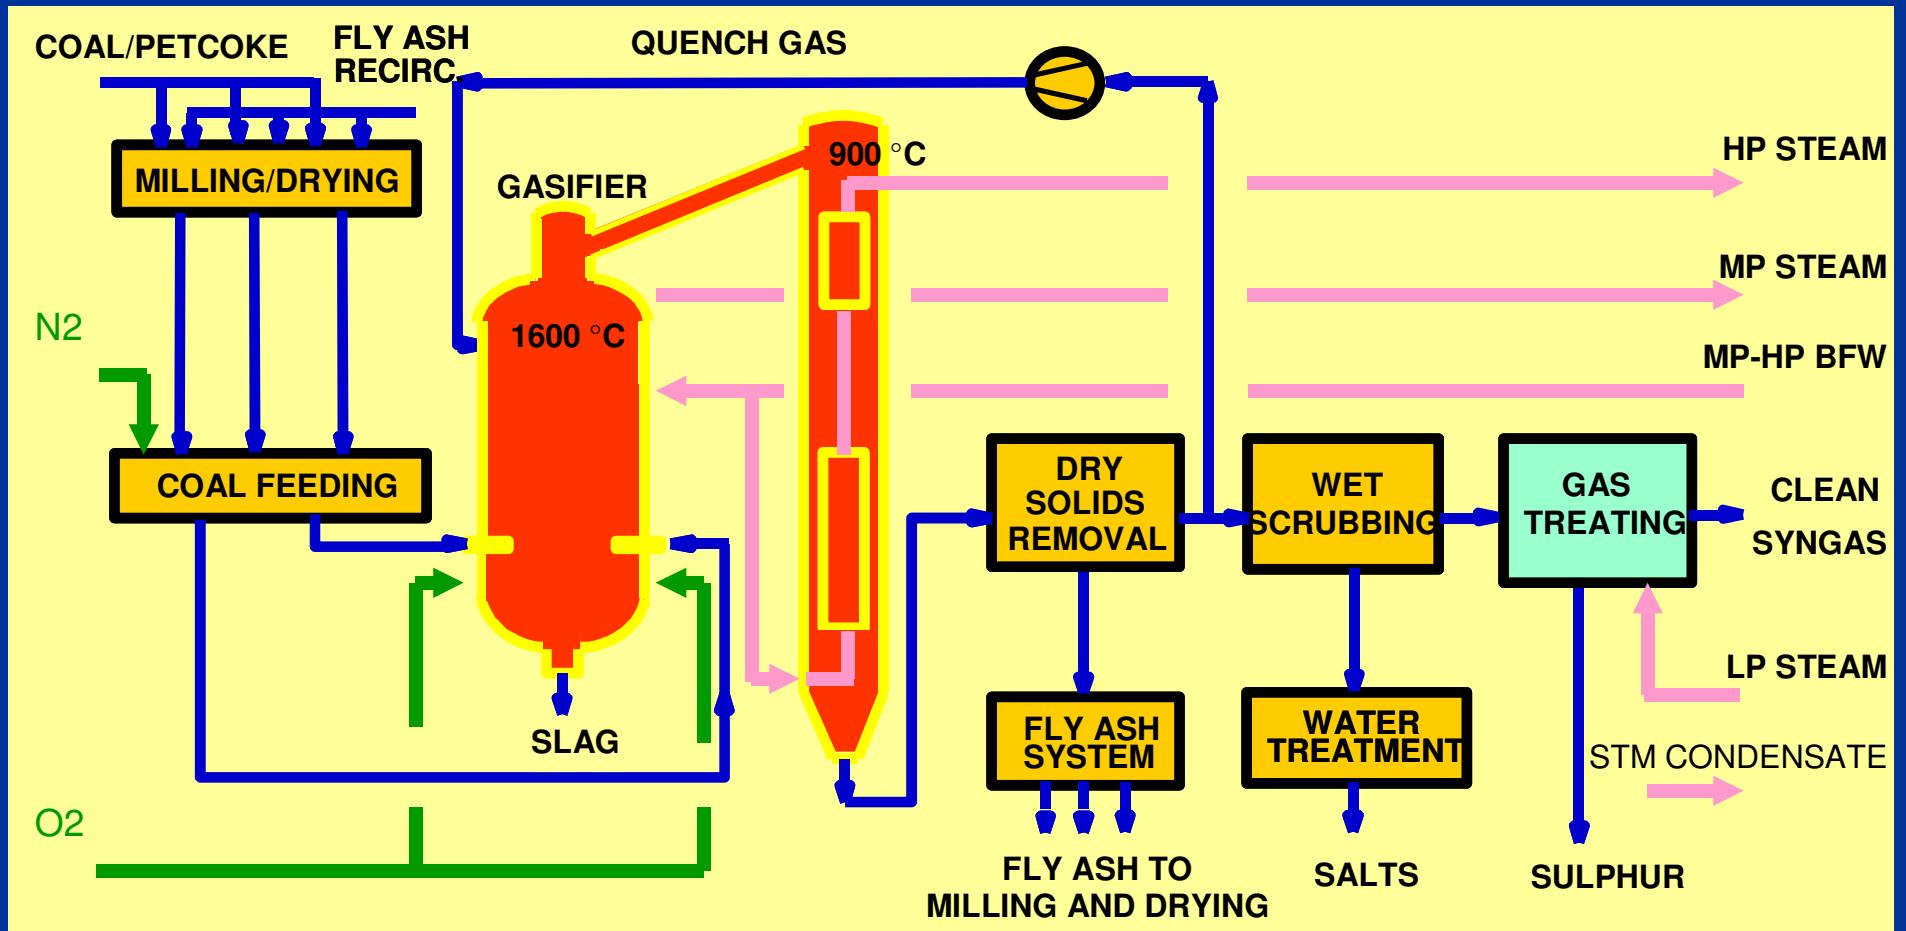 COAL/PETCOKE
FLY ASH
RECIRC.
QUENCH GAS
MILLING/DRYING
GASIFIER
900 °C
HP STEAM
MP STEAM
N2
1600 °C
MP-HP BFW
COAL FEEDING
DRY
SOLIDS
REMOVAL
WET
SCRUBBING
GAS
TREATING
CLEAN
SYNGAS
LP STEAM
SLAG
FLY ASH
SYSTEM
WATER
TREATMENT
STM CONDENSATE
O2
FLY ASH TO
MILLING AND DRYING
SALTS
SULPHUR